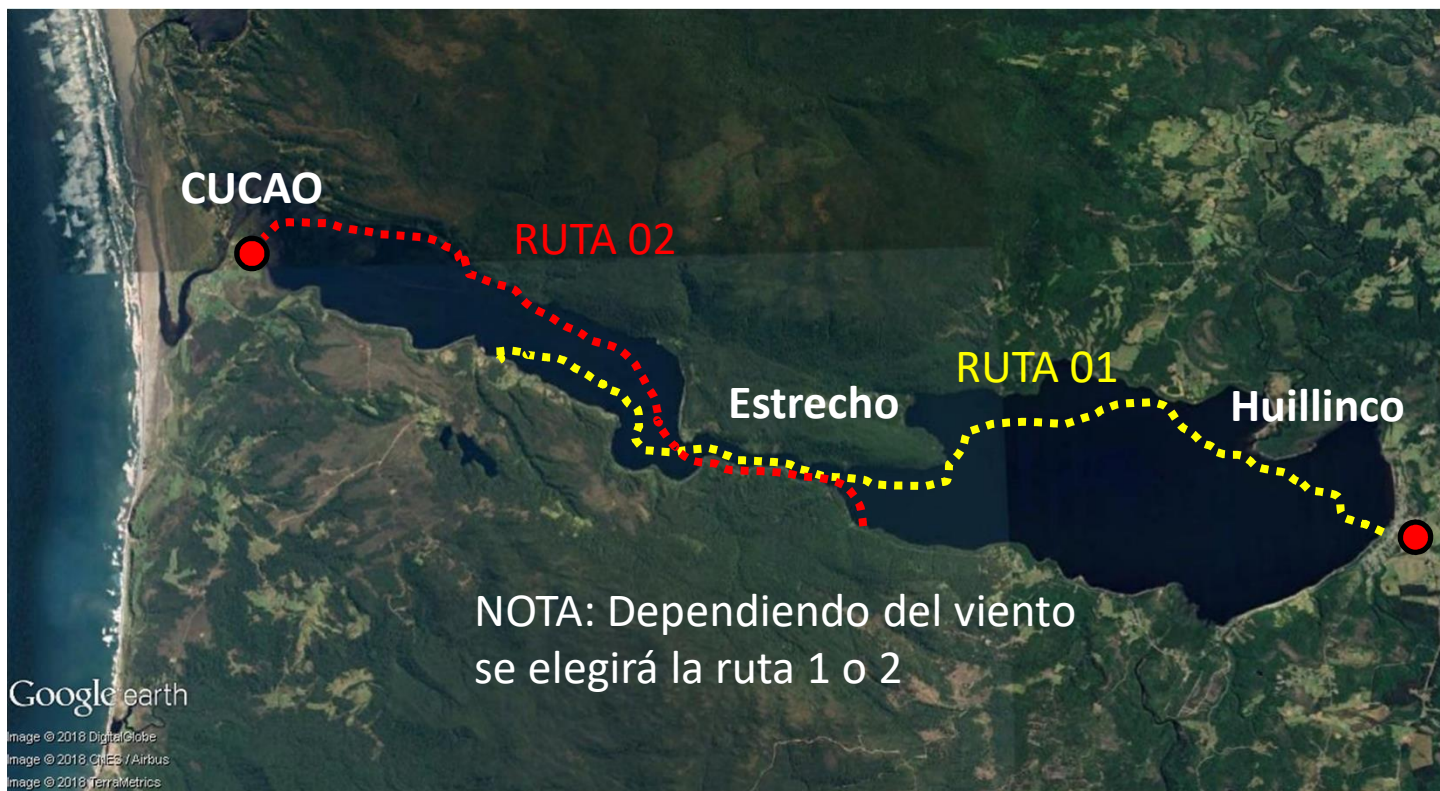 CUCAO
RUTA 02
RUTA 01
Estrecho
Huillinco
NOTA: Dependiendo del viento
se elegirá la ruta 1 o 2
Google earth
Image © 2018 DigitalGlobe
Image © 2018 CNES / Airbus
Image © 2018 TerraMetrics